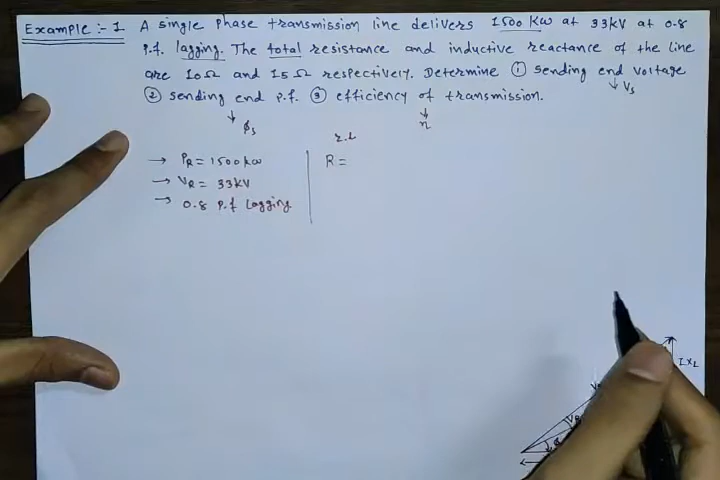 Example :- 1 A single phase transmission line delivers 1500 KW at 33kV at 0.8
P.f. lagging. The total resistance and inductive reactance of the line
are 10Ω and 15Ω respectively. Determine ① sending end voltage
② sending end P.f. ③ efficiency of transmission.
↓ Vs
↓ ϕs
↓ η
→ PR = 1500 kW
→ VR = 33KV
→ 0.8 P.f lagging
R =
IXL